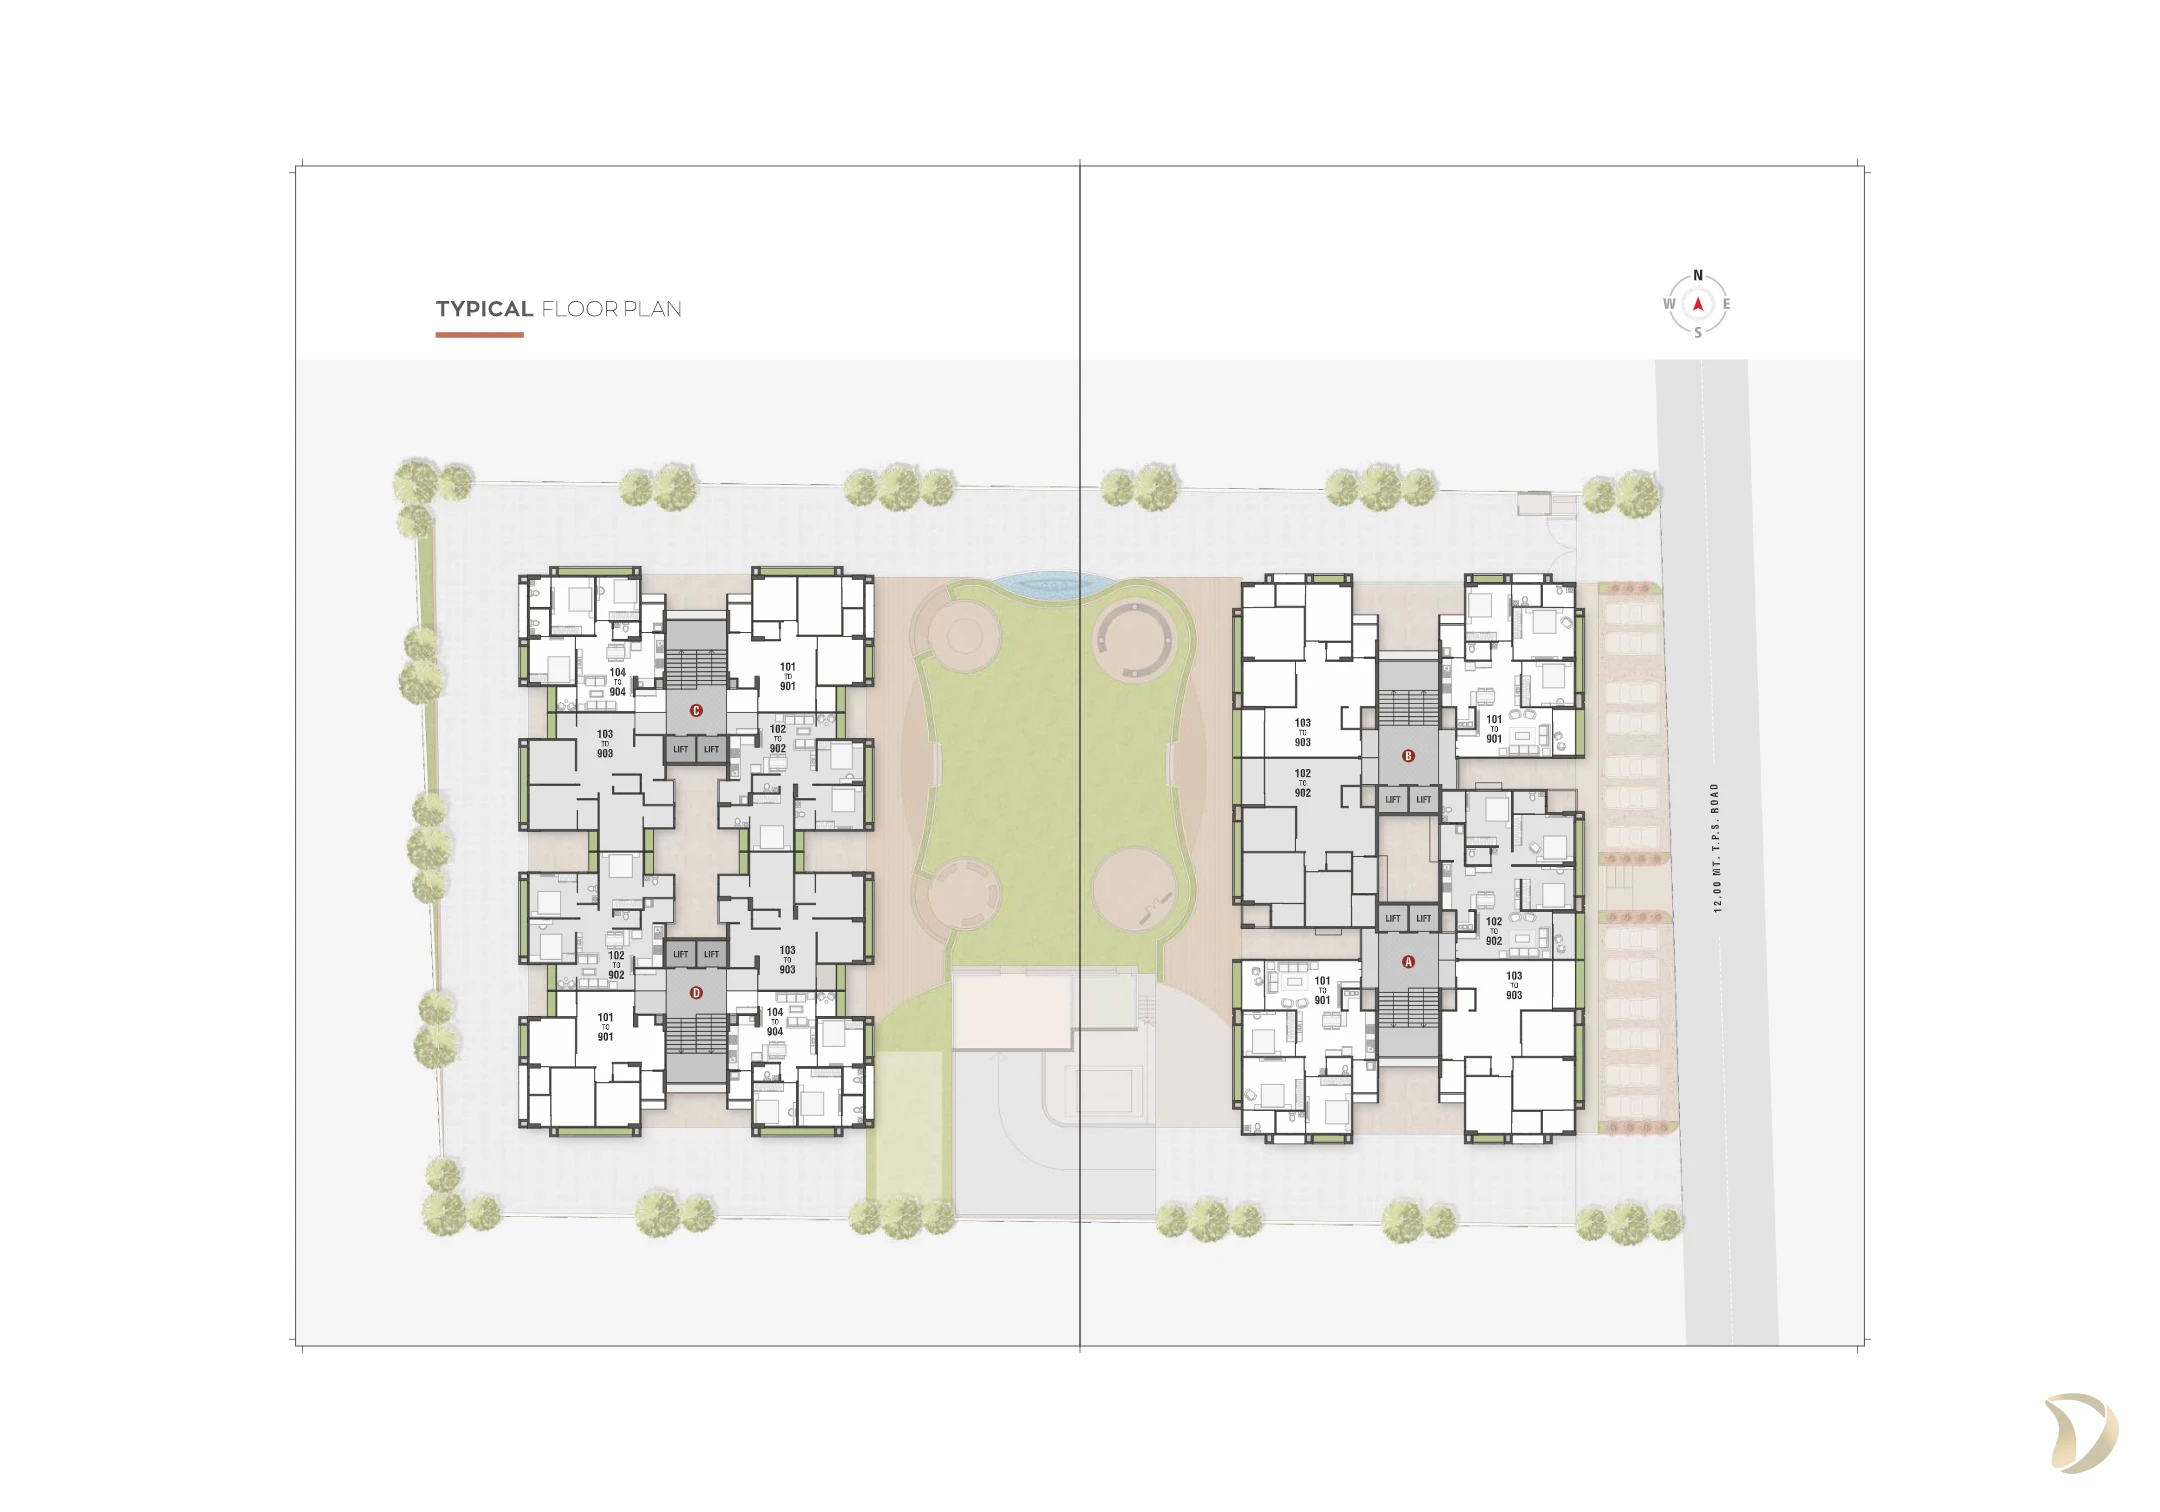 TYPICAL FLOOR PLAN
N
W E
S
104
TO
904
101
TO
901
C
103
TO
903
LIFT LIFT
102
TO
902
102
TO
902
LIFT LIFT
103
TO
903
D
101
TO
901
104
TO
904
103
TO
903
101
TO
901
B
102
TO
902
LIFT LIFT
LIFT LIFT
102
TO
902
A
101
TO
901
103
TO
903
12.00 MT. T.P.S. ROAD